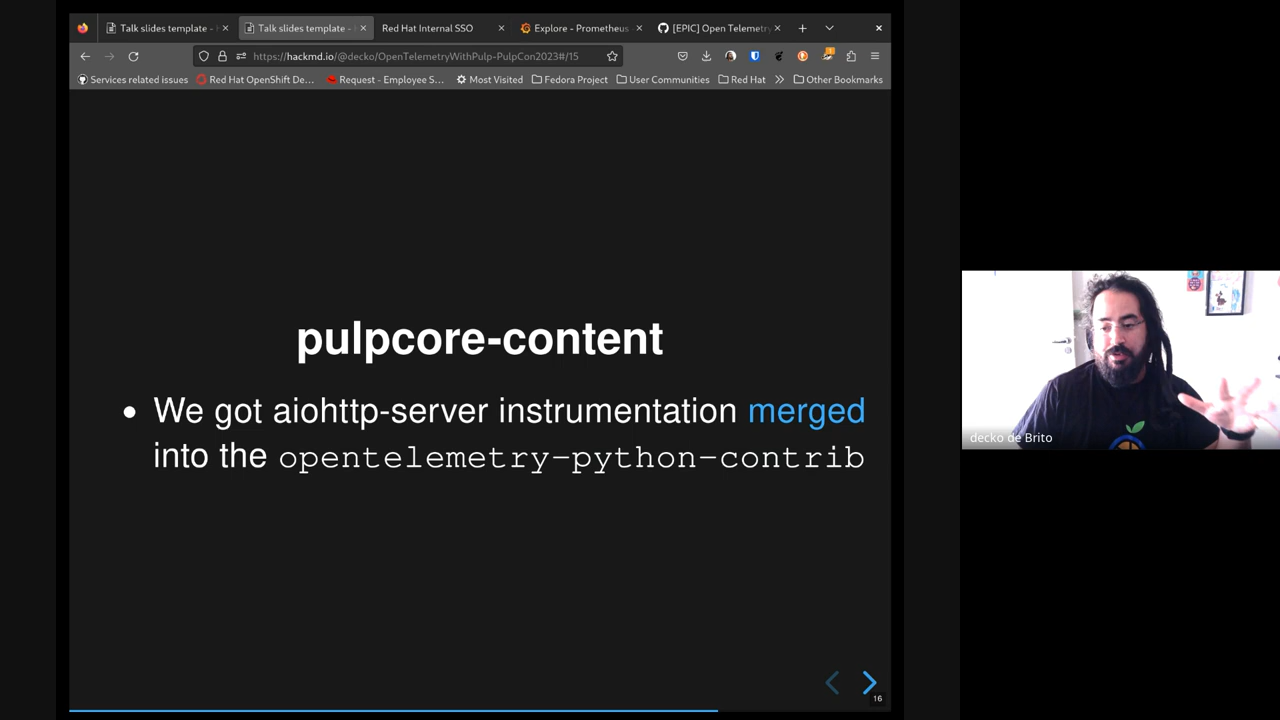 Talk slides template -
Talk slides template -
Red Hat Internal SSO
Explore - Prometheus
[EPIC] Open Telemetry
https://hackmd.io/@decko/OpenTelemetryWithPulp-PulpCon2023#/15
Services related issues
Red Hat OpenShift De...
Request - Employee S...
Most Visited
Fedora Project
User Communities
Red Hat
Other Bookmarks
pulpcore-content
• We got aiohttp-server instrumentation merged
into the opentelemetry-python-contrib
decko de Brito
16